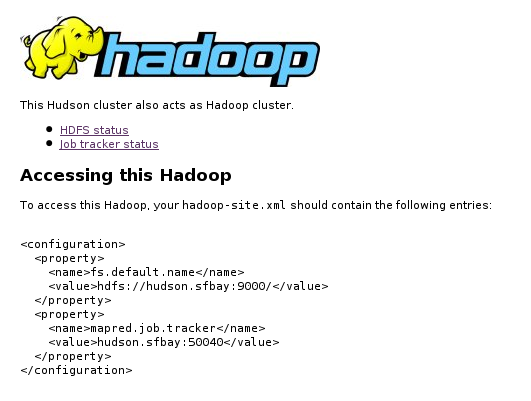 hadoop
This Hudson cluster also acts as Hadoop cluster.
HDFS status
Job tracker status
Accessing this Hadoop
To access this Hadoop, your hadoop-site.xml should contain the following entries:
<configuration>
  <property>
    <name>fs.default.name</name>
    <value>hdfs://hudson.sfbay:9000/</value>
  </property>
  <property>
    <name>mapred.job.tracker</name>
    <value>hudson.sfbay:50040</value>
  </property>
</configuration>